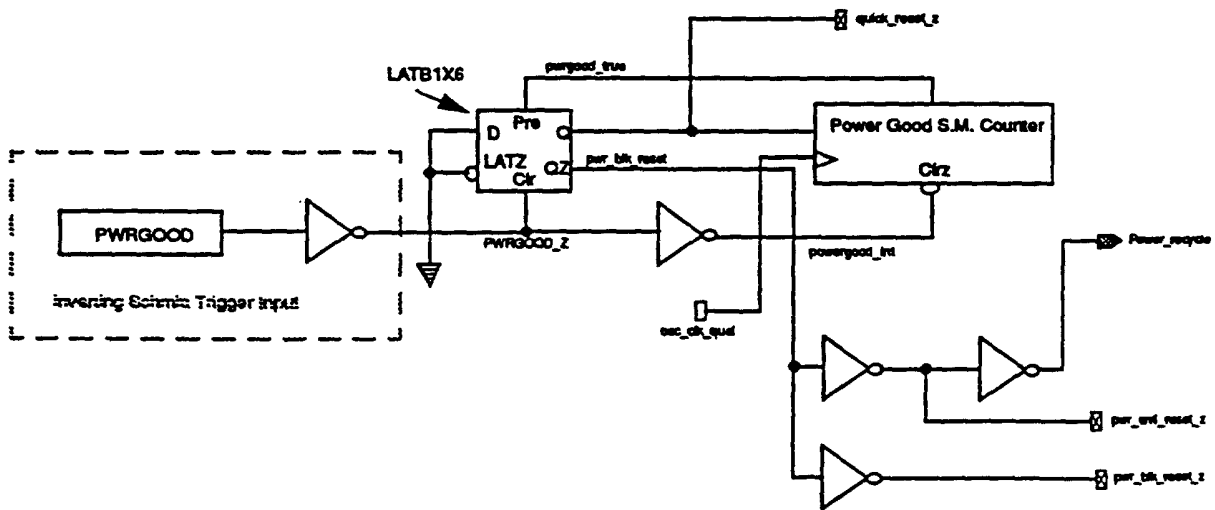 quick_reset_z
pwrgood_true
LATB1X6
D
Pre
Q
Power Good S.M. Counter
LATZ
QZ
pwr_blk_reset
Clr
Clrz
PWRGOOD
PWRGOOD_Z
powergood_int
Power_recycle
Inverting Schmitt Trigger Input
osc_clk_qual
pwr_blk_reset_z